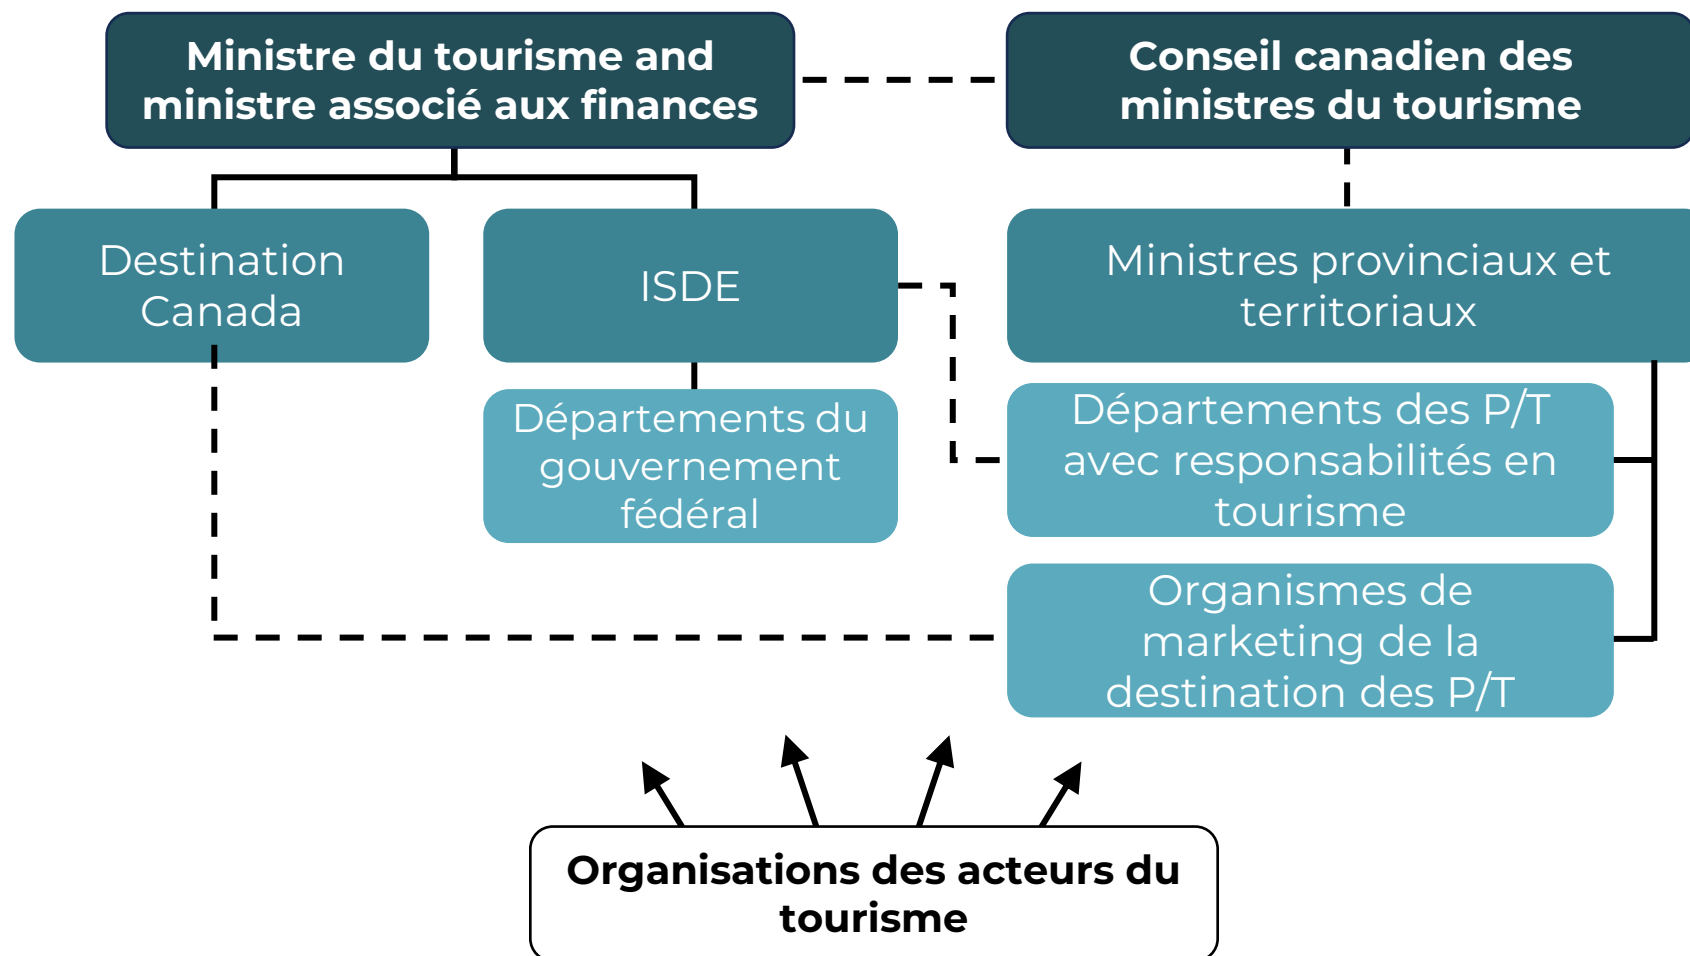 Ministre du tourisme and
ministre associé aux finances
Conseil canadien des
ministres du tourisme
Destination
Canada
ISDE
Ministres provinciaux et
territoriaux
Départements du
gouvernement
fédéral
Départements des P/T
avec responsabilités en
tourisme
Organismes de
marketing de la
destination des P/T
Organisations des acteurs du
tourisme